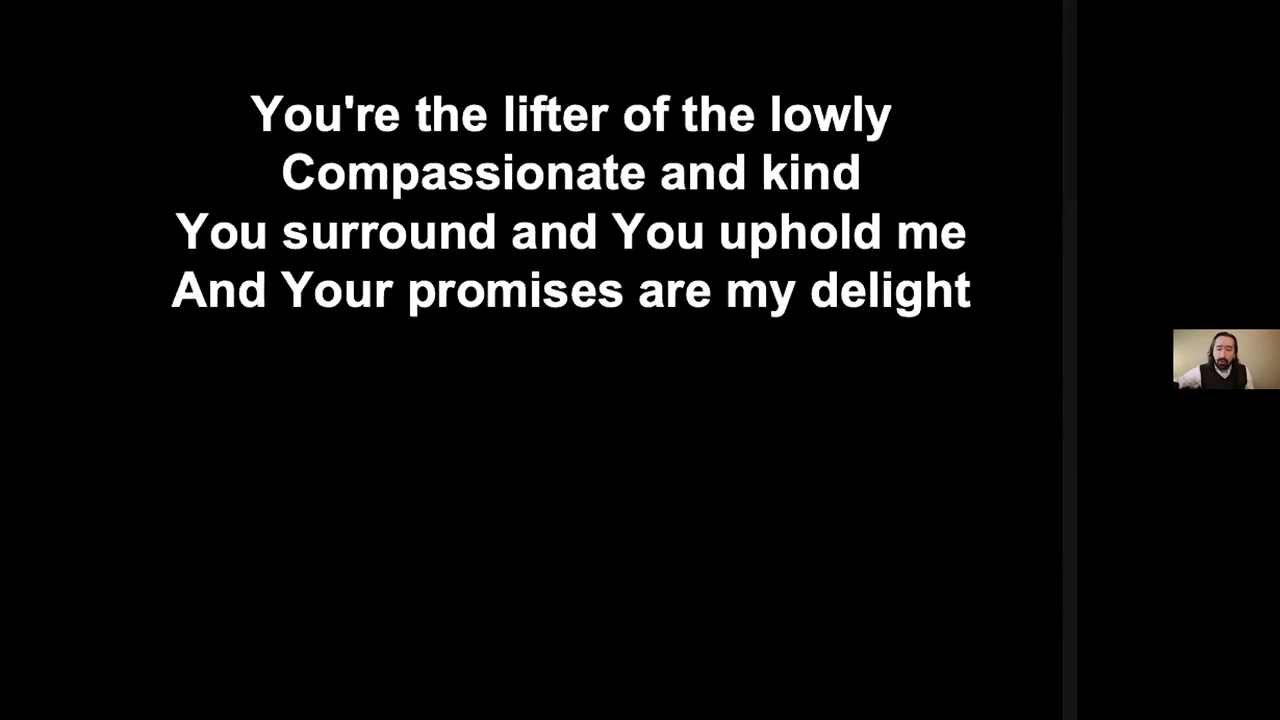 You're the lifter of the lowly
Compassionate and kind
You surround and You uphold me
And Your promises are my delight